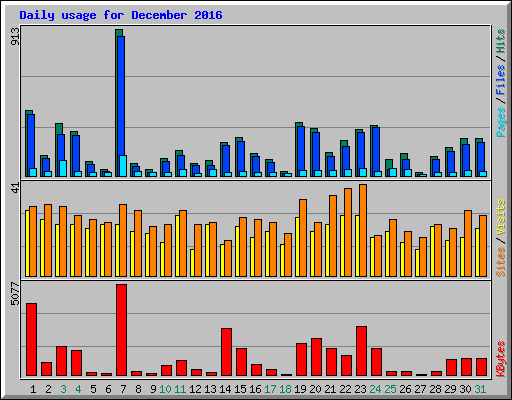 Daily usage for December 2016
913
Pages / Files / Hits
41
Sites / Visits
5077
KBytes
1 2 3 4 5 6 7 8 9 10 11 12 13 14 15 16 17 18 19 20 21 22 23 24 25 26 27 28 29 30 31